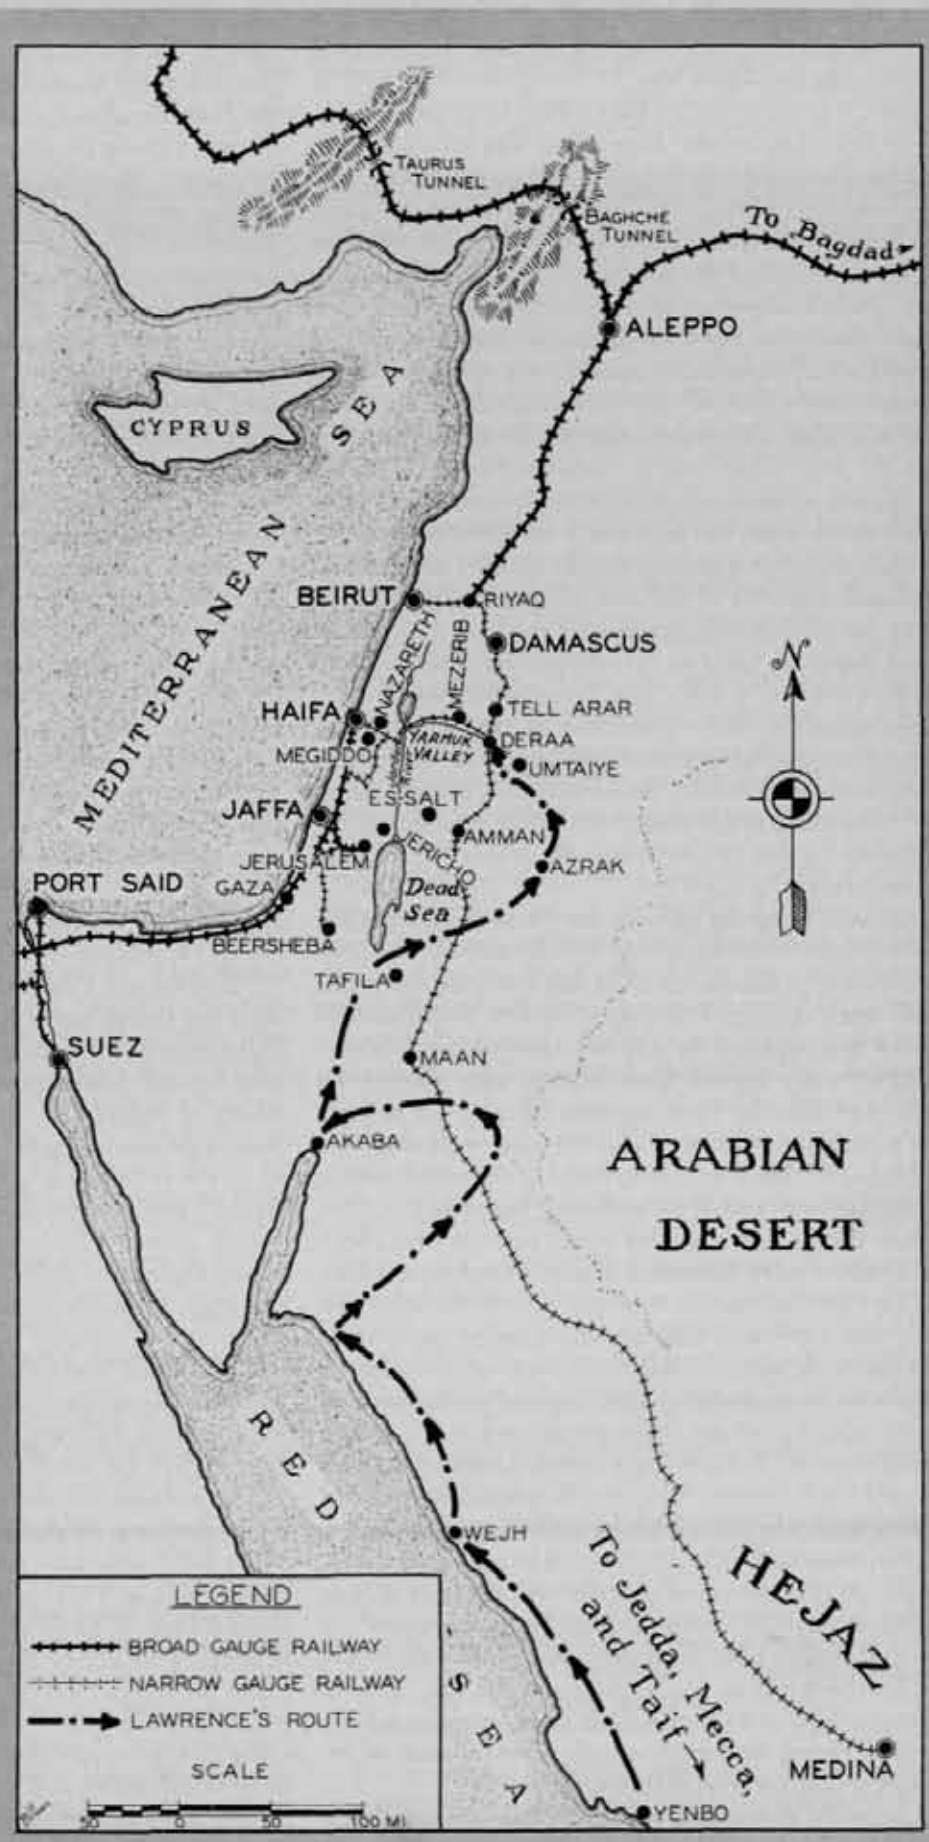 TAURUS
TUNNEL
BAGHCHE
TUNNEL
To Bagdad
ALEPPO
CYPRUS
MEDITERRANEAN SEA
BEIRUT
RIYAQ
DAMASCUS
NAZARETH
MEZERIB
HAIFA
TELL ARAR
MEGIDDO
YARMUK
VALLEY
DERAA
UMTAIYE
JAFFA
ES-SALT
AMMAN
JERUSALEM
JERICHO
AZRAK
PORT SAID
GAZA
Dead
Sea
BEERSHEBA
TAFILA
SUEZ
MAAN
AKABA
ARABIAN
DESERT
N
RED SEA
WEJH
HEJAZ
To Jedda, Mecca,
and Taif
MEDINA
YENBO
LEGEND
BROAD GAUGE RAILWAY
NARROW GAUGE RAILWAY
LAWRENCE'S ROUTE
SCALE
50 0 50 100 MI.